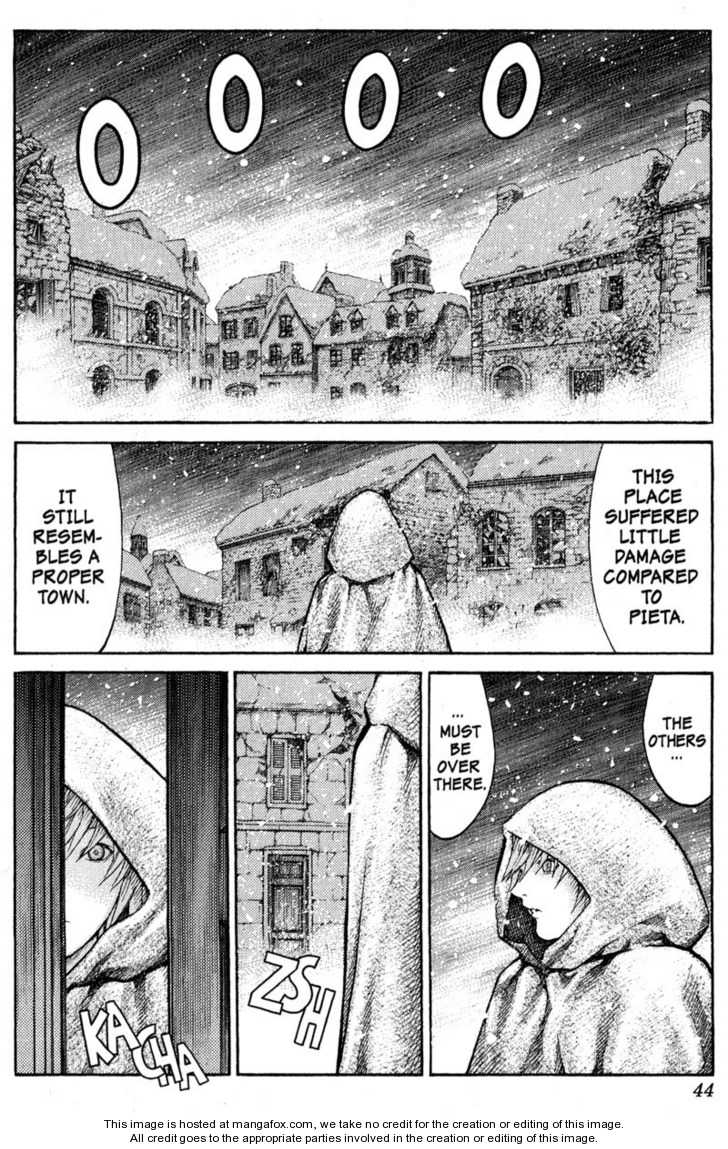 OOOO
THIS
PLACE
SUFFERED
LITTLE
DAMAGE
COMPARED
TO
PIETA.
IT
STILL
RESEM-
BLES A
PROPER
TOWN.
THE
OTHERS
...
...
MUST
BE
OVER
THERE.
ZSH
KA
CHA
44
This image is hosted at mangafox.com, we take no credit for the creation or editing of this image.
All credit goes to the appropriate parties involved in the creation or editing of this image.